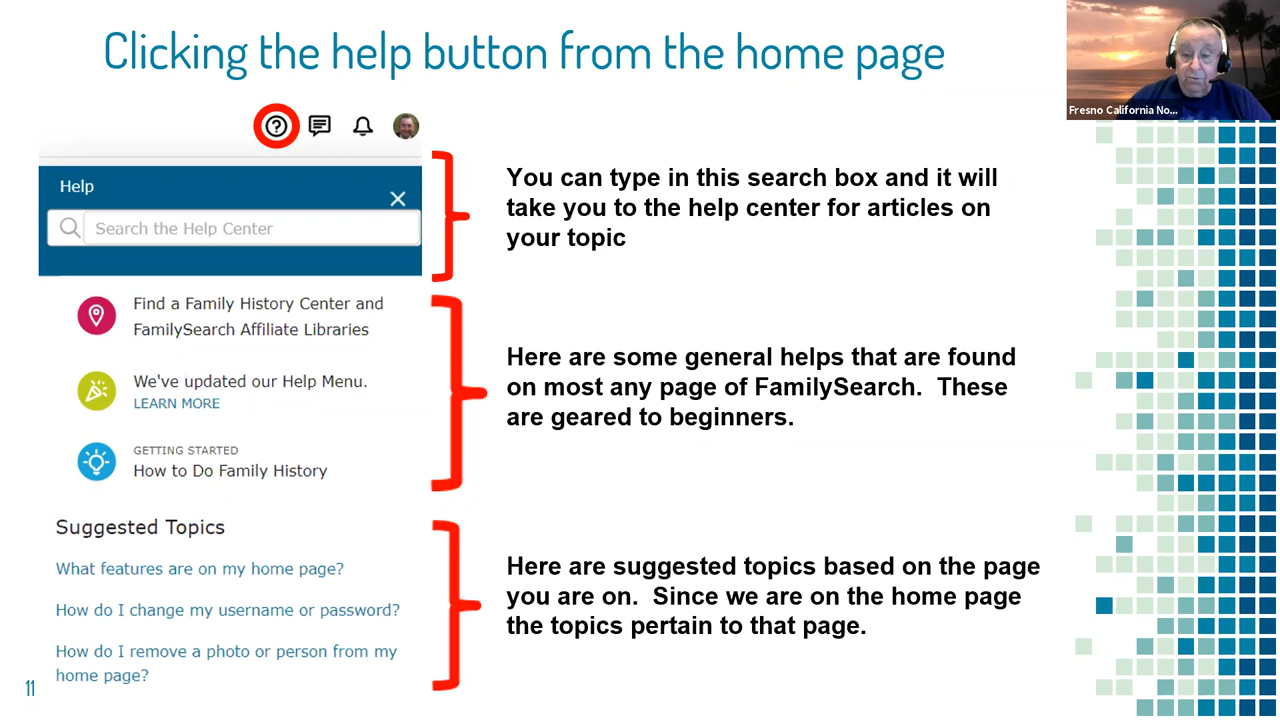 Clicking the help button from the home page
Fresno California No...
Help
Search the Help Center
You can type in this search box and it will
take you to the help center for articles on
your topic
Find a Family History Center and
FamilySearch Affiliate Libraries
We've updated our Help Menu.
LEARN MORE
GETTING STARTED
How to Do Family History
Here are some general helps that are found
on most any page of FamilySearch.  These
are geared to beginners.
Suggested Topics
What features are on my home page?
How do I change my username or password?
How do I remove a photo or person from my
home page?
Here are suggested topics based on the page
you are on.  Since we are on the home page
the topics pertain to that page.
11